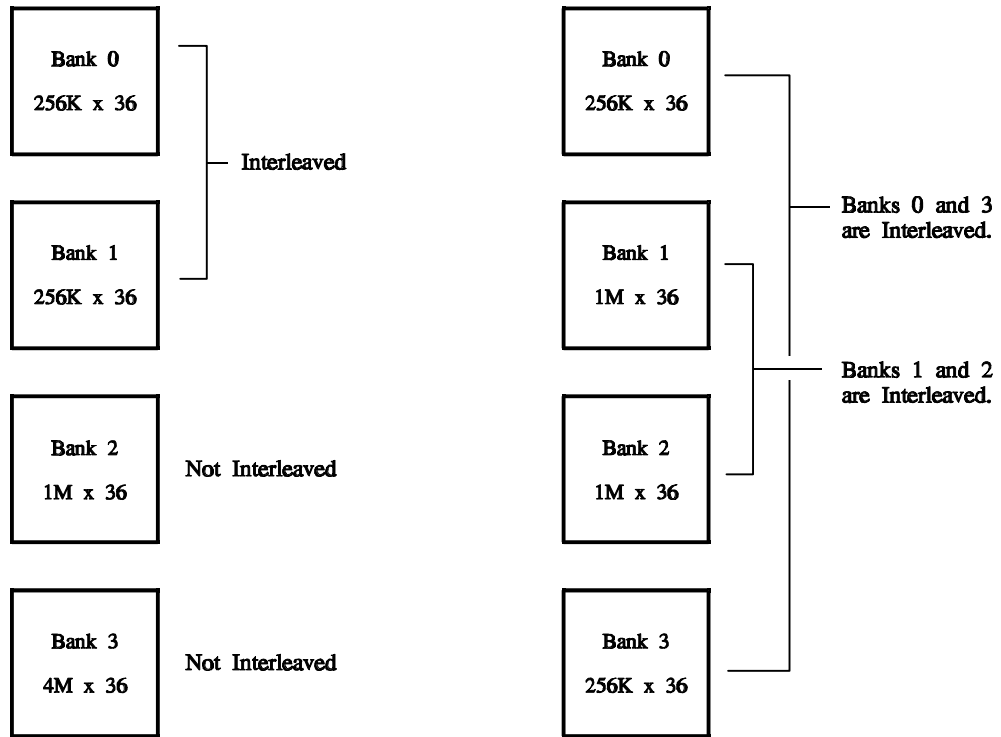 Bank 0
256K x 36
Interleaved
Bank 1
256K x 36
Bank 2
1M x 36
Not Interleaved
Bank 3
4M x 36
Not Interleaved
Bank 0
256K x 36
Banks 0 and 3
are Interleaved.
Bank 1
1M x 36
Banks 1 and 2
are Interleaved.
Bank 2
1M x 36
Bank 3
256K x 36